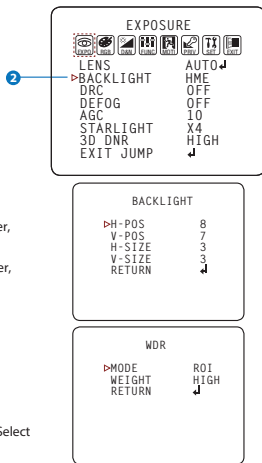 EXPOSURE
EXPO RGB DAN FUNC MOTI PRIV SET EXIT
LENS AUTO↲
2 ▷BACKLIGHT HME
DRC OFF
DEFOG OFF
AGC 10
STARLIGHT X4
3D DNR HIGH
EXIT JUMP ↲
BACKLIGHT
er,
▷H-POS 8
V-POS 7
H-SIZE 3
er,
V-SIZE 3
RETURN ↲
WDR
▷MODE ROI
WEIGHT HIGH
RETURN ↲
Select